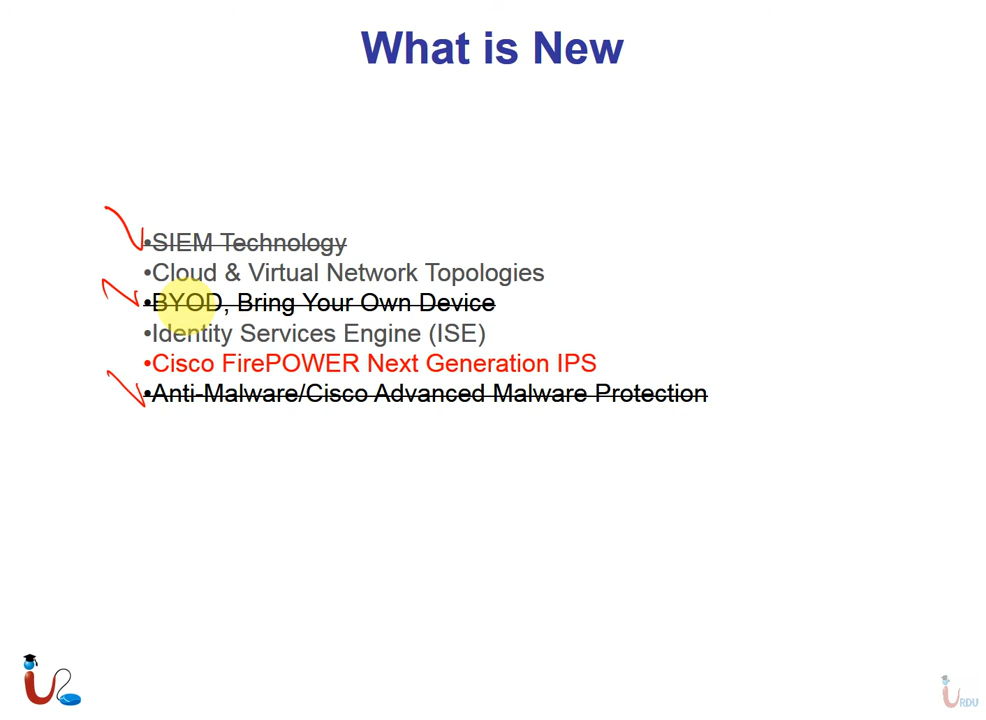 What is New
•SIEM Technology
•Cloud & Virtual Network Topologies
•BYOD, Bring Your Own Device
•Identity Services Engine (ISE)
•Cisco FirePOWER Next Generation IPS
•Anti-Malware/Cisco Advanced Malware Protection
URDU